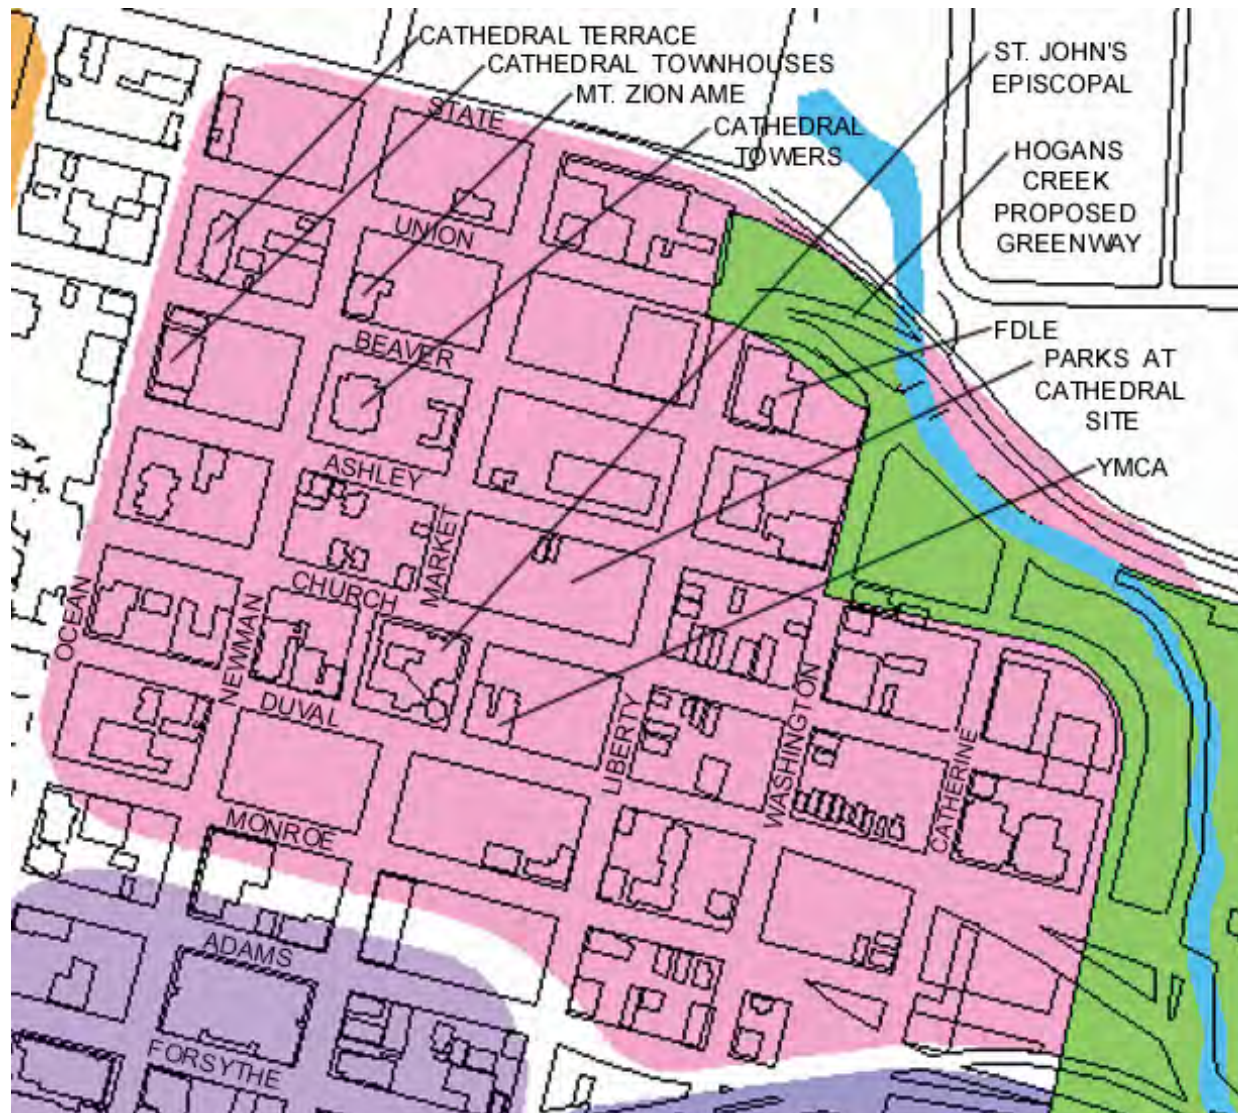 CATHEDRAL TERRACE
CATHEDRAL TOWNHOUSES
MT. ZION AME
CATHEDRAL
TOWERS
ST. JOHN'S
EPISCOPAL
HOGANS
CREEK
PROPOSED
GREENWAY
FDLE
PARKS AT
CATHEDRAL
SITE
YMCA
STATE
UNION
BEAVER
ASHLEY
CHURCH
DUVAL
MONROE
ADAMS
FORSYTHE
OCEAN
NEWMAN
MARKET
LIBERTY
WASHINGTON
CATHERINE